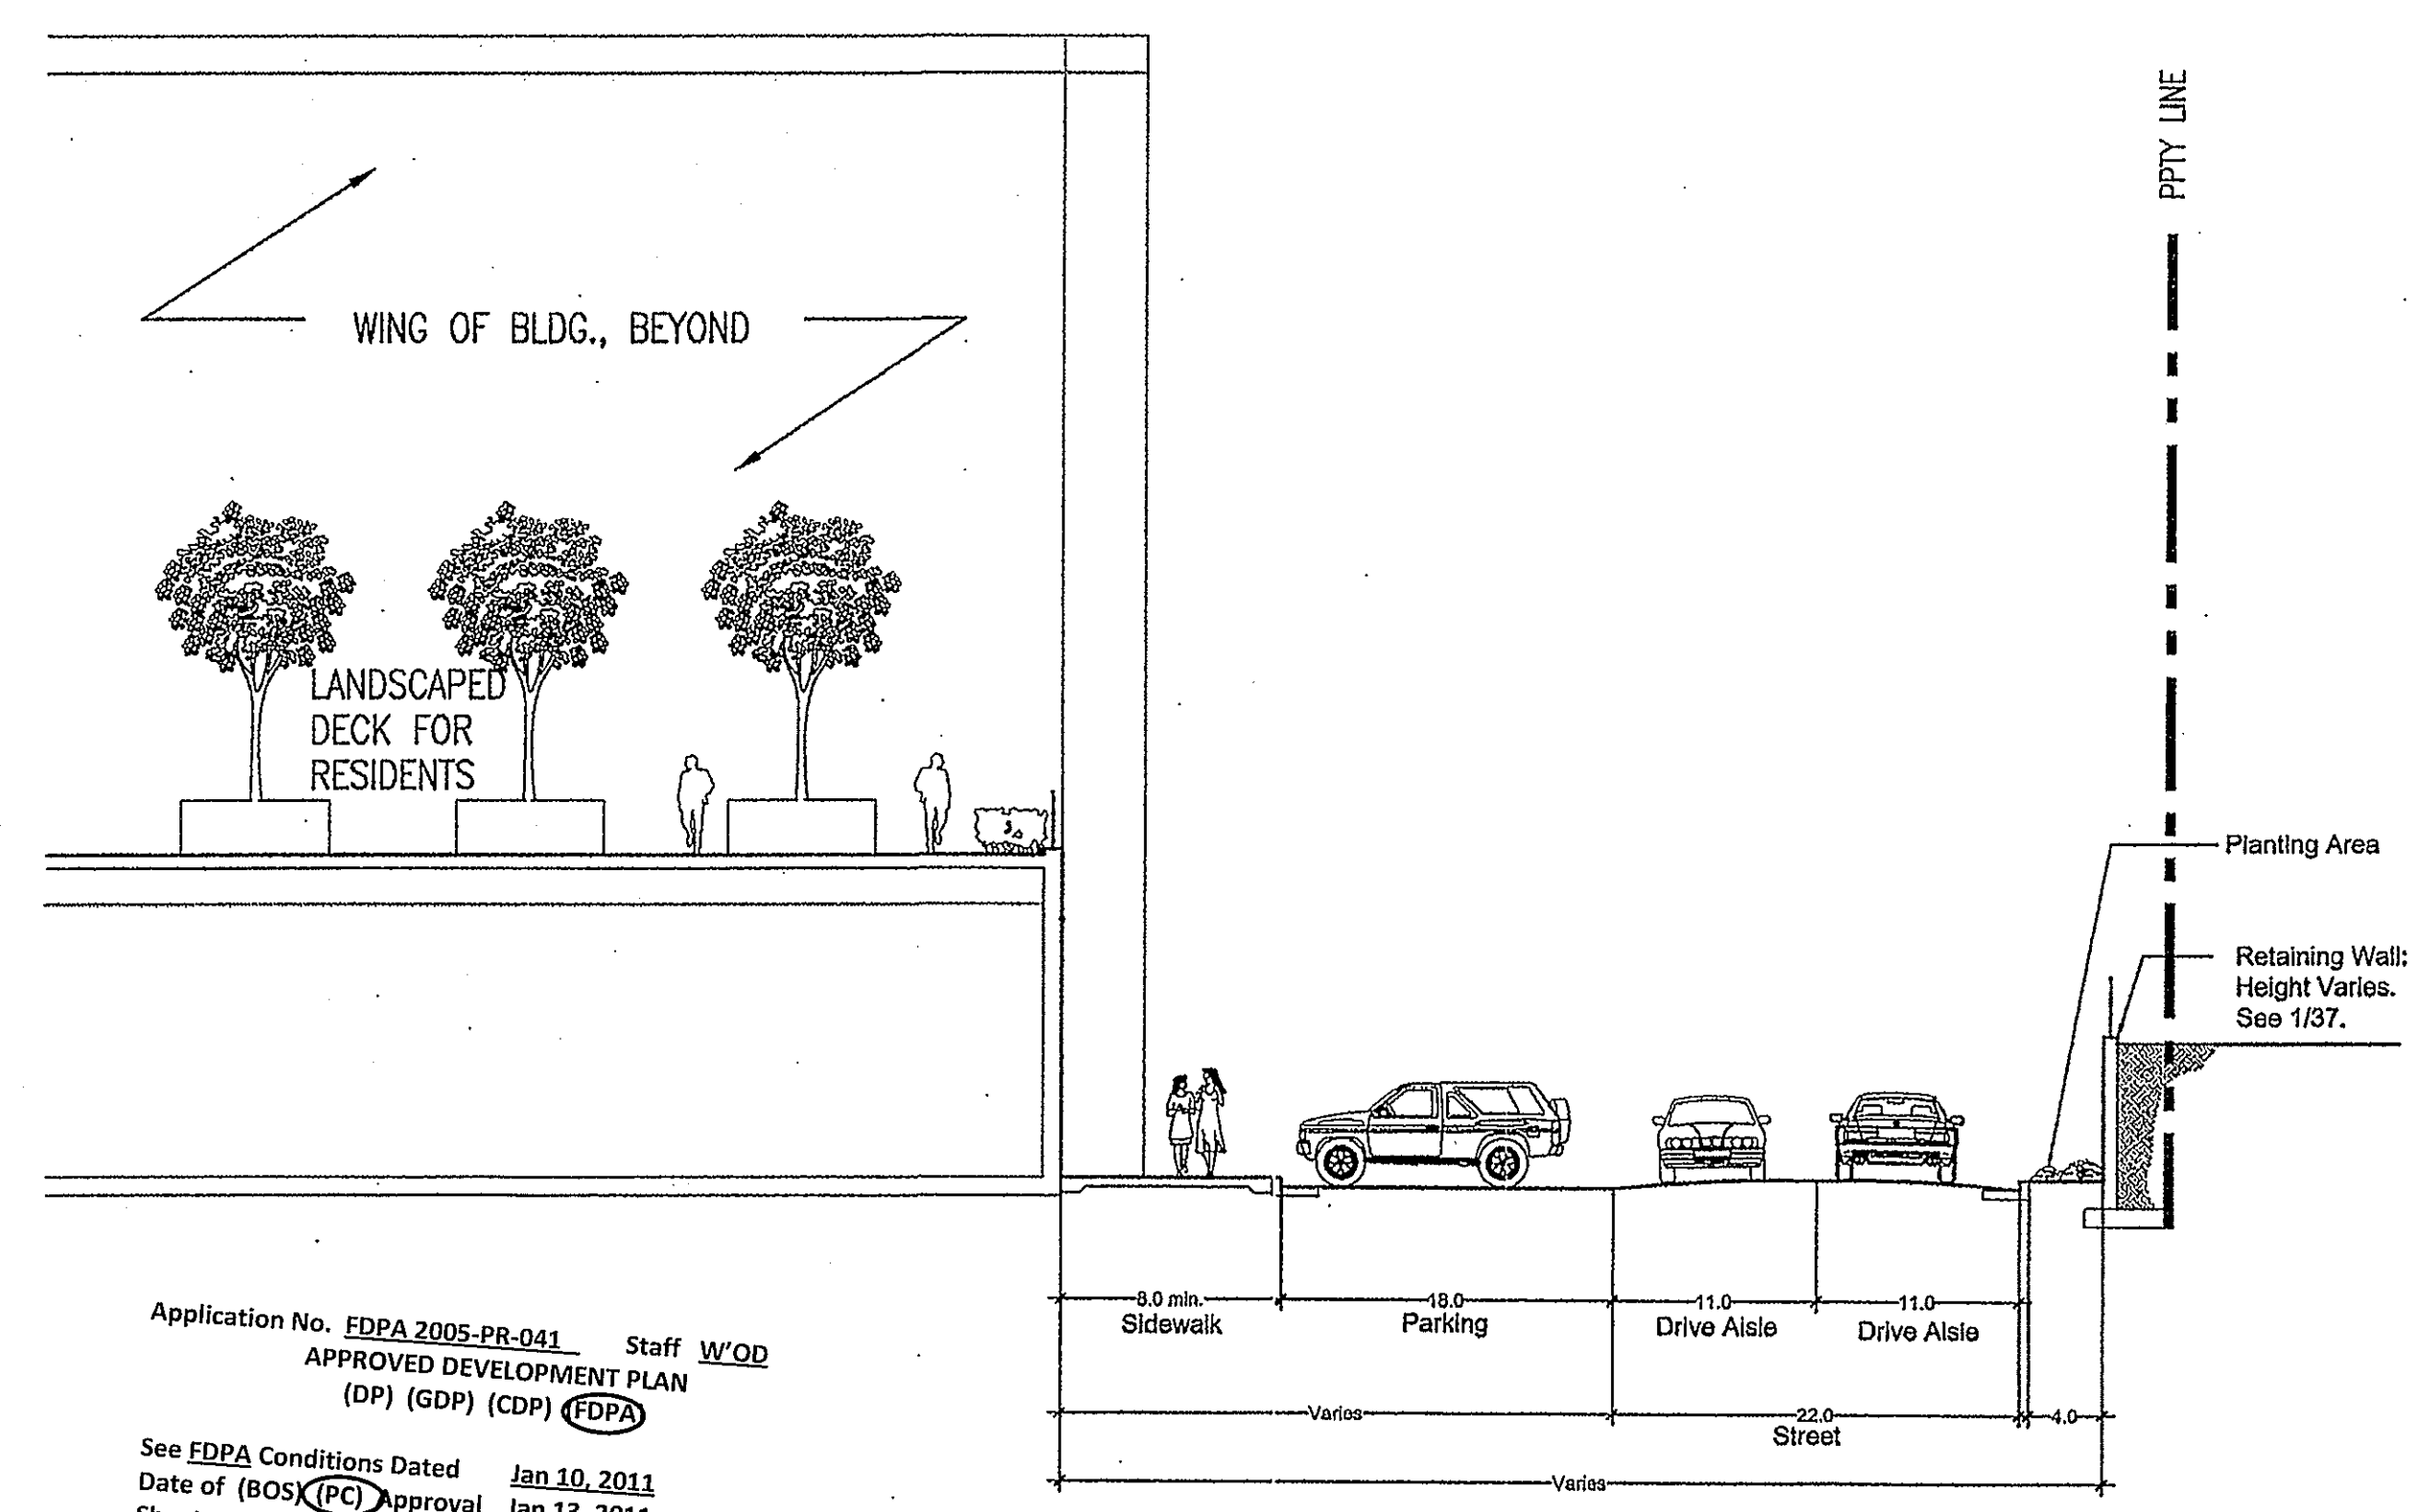 PPTY LINE
WING OF BLDG., BEYOND
LANDSCAPED
DECK FOR
RESIDENTS
Planting Area
Retaining Wall:
Height Varies.
See 1/37.
8.0 min.
Sidewalk
18.0
Parking
11.0
Drive Aisle
11.0
Drive Aisle
Varies
22.0
Street
4.0
Varies
Application No. FDPA 2005-PR-041 Staff W'OD
APPROVED DEVELOPMENT PLAN
(DP) (GDP) (CDP) (FDPA)
See FDPA Conditions Dated Jan 10, 2011
Date of (BOS) (PC) Approval Jan 13, 2011